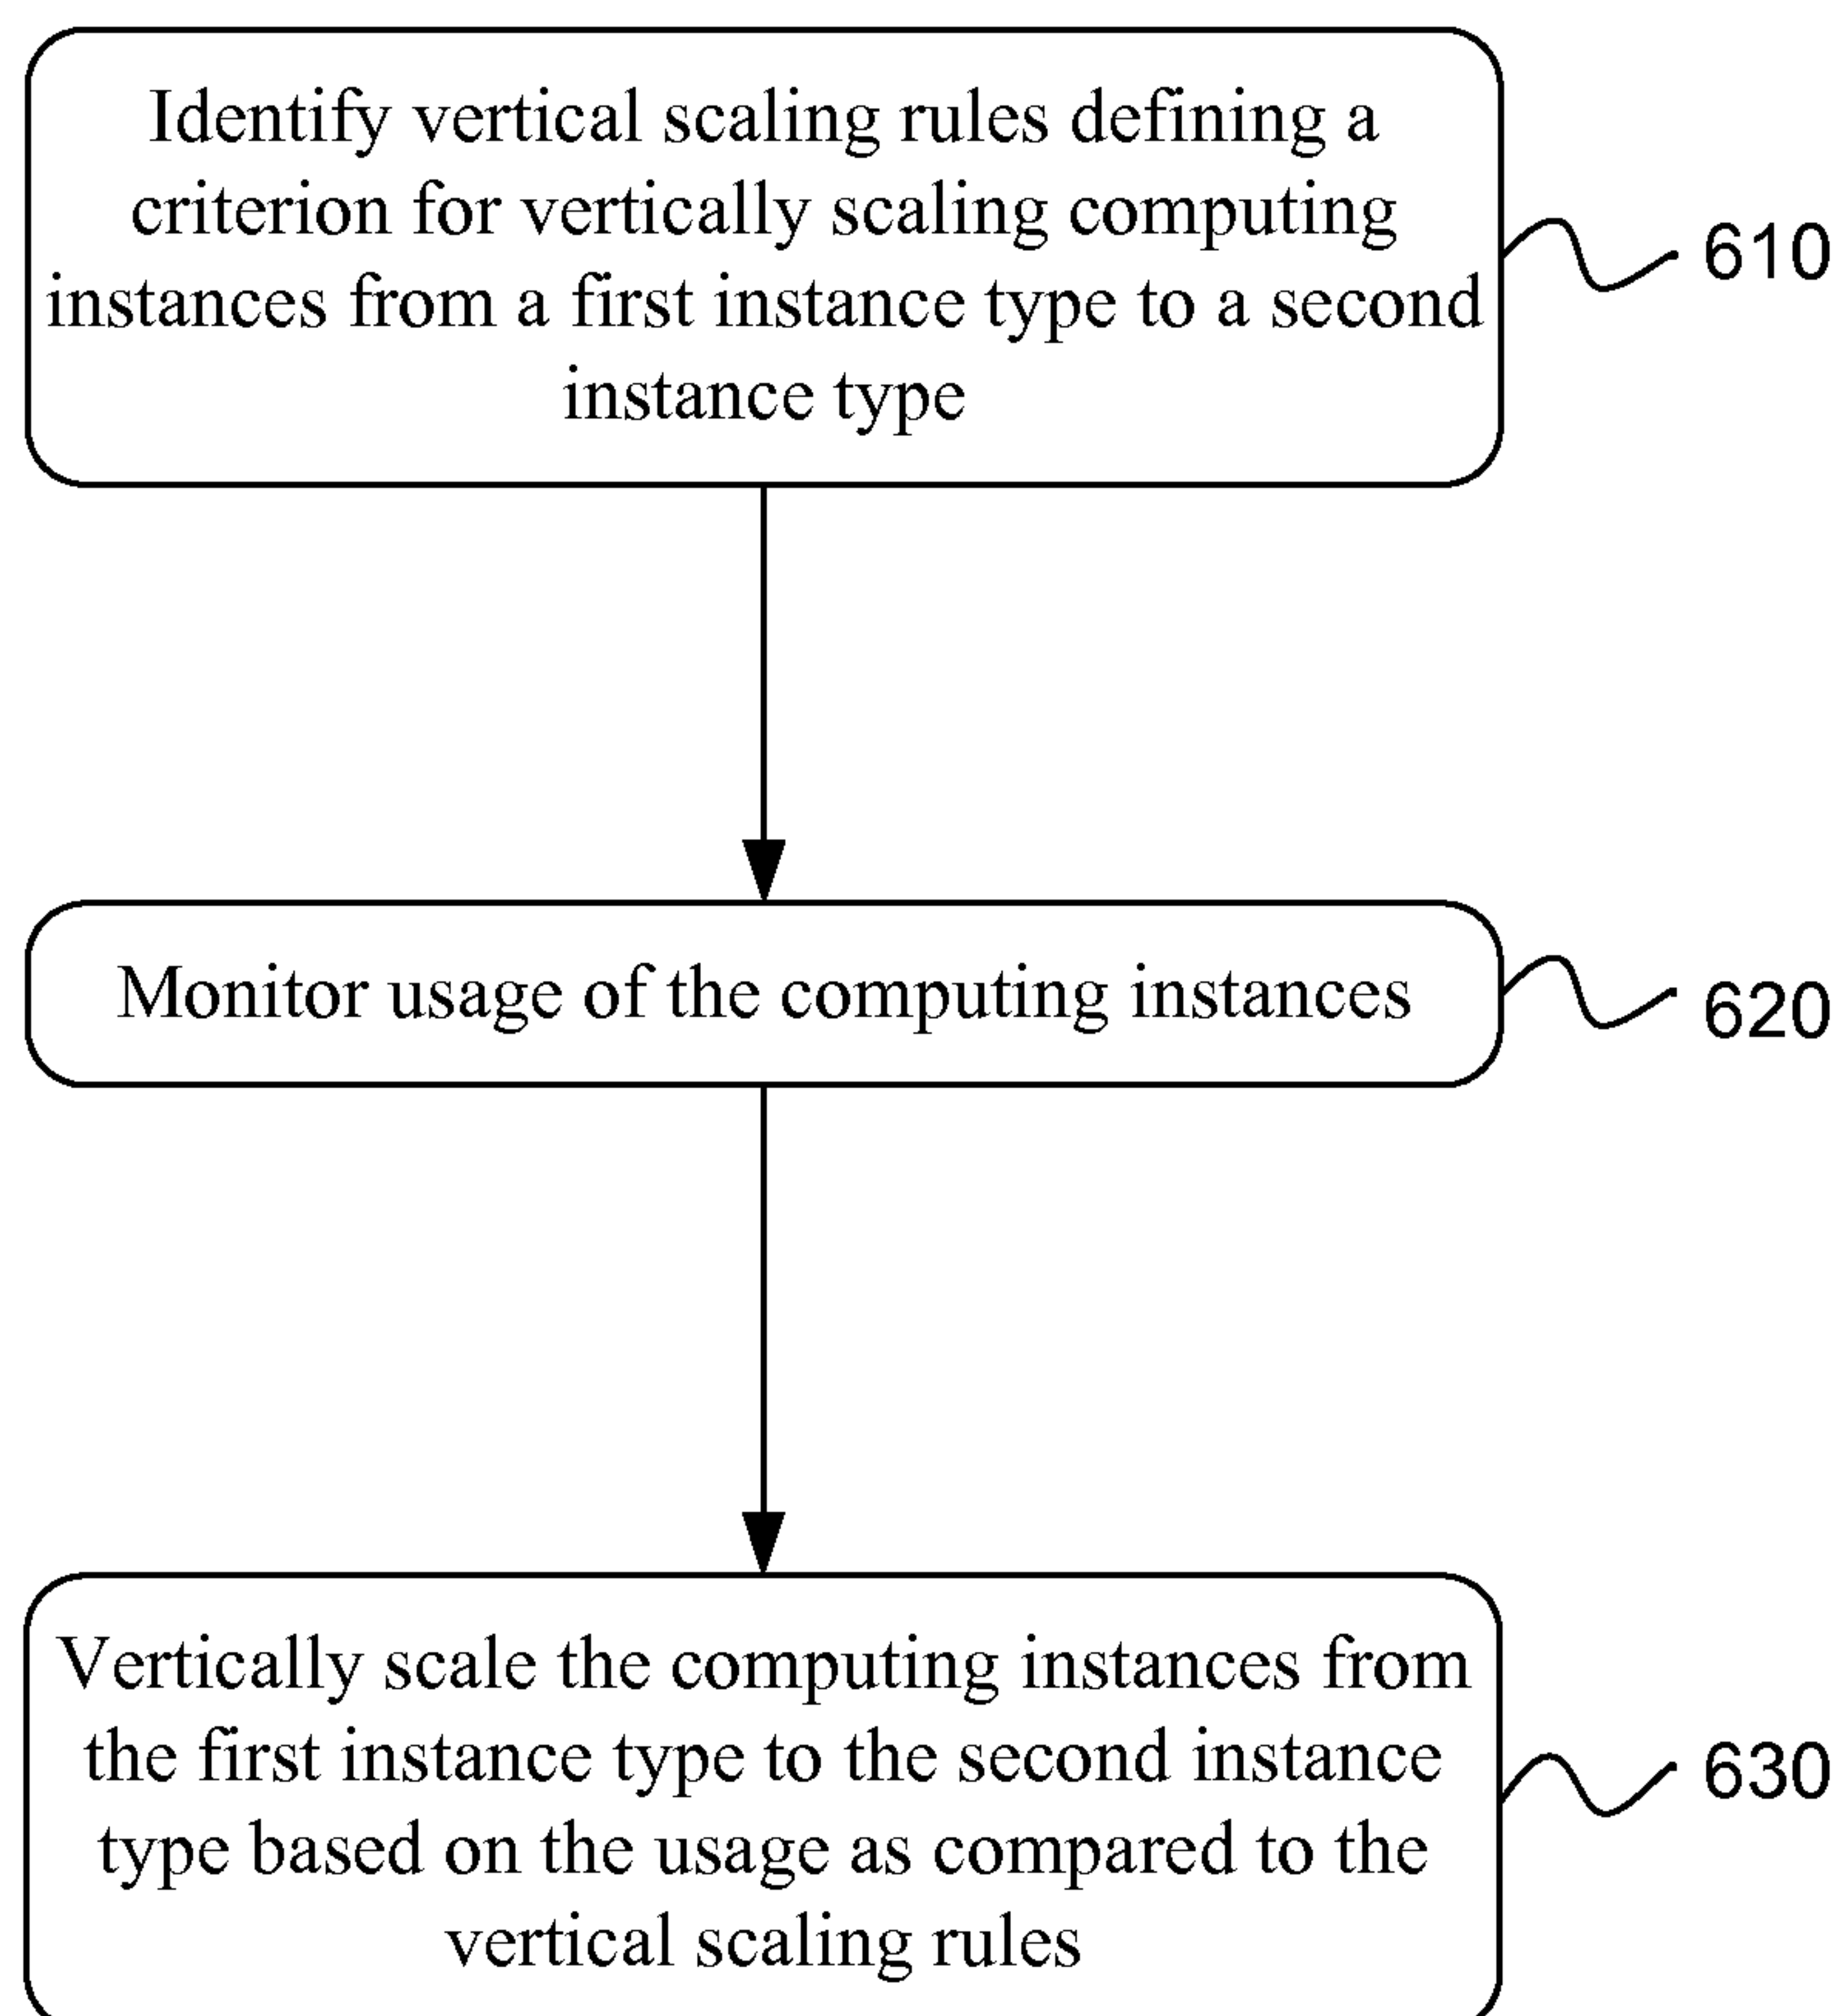 Identify vertical scaling rules defining a
criterion for vertically scaling computing
instances from a first instance type to a second
instance type
610
Monitor usage of the computing instances
620
Vertically scale the computing instances from
the first instance type to the second instance
type based on the usage as compared to the
vertical scaling rules
630